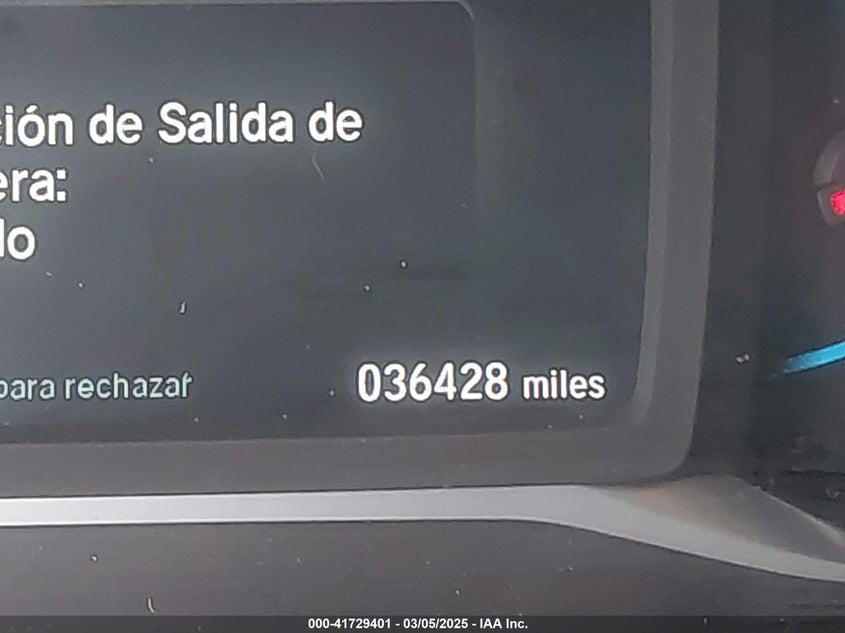 ción de Salida de
era:
lo
para rechazar
036428 miles
000-41729401 - 03/05/2025 - IAA Inc.